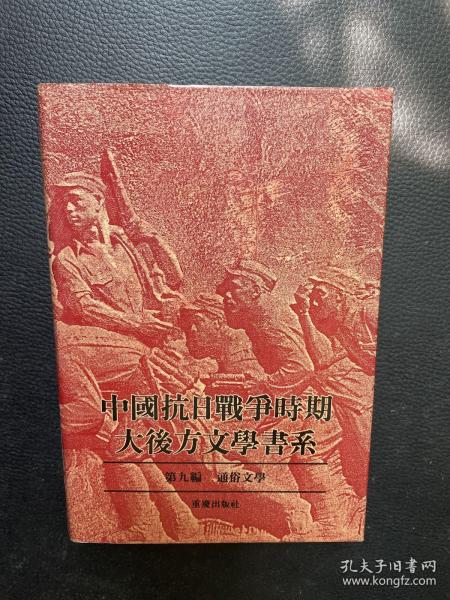 中國抗日戰爭時期
大後方文學書系
第九編 通俗文學
重慶出版社
孔夫子旧书网
www.kongfz.com